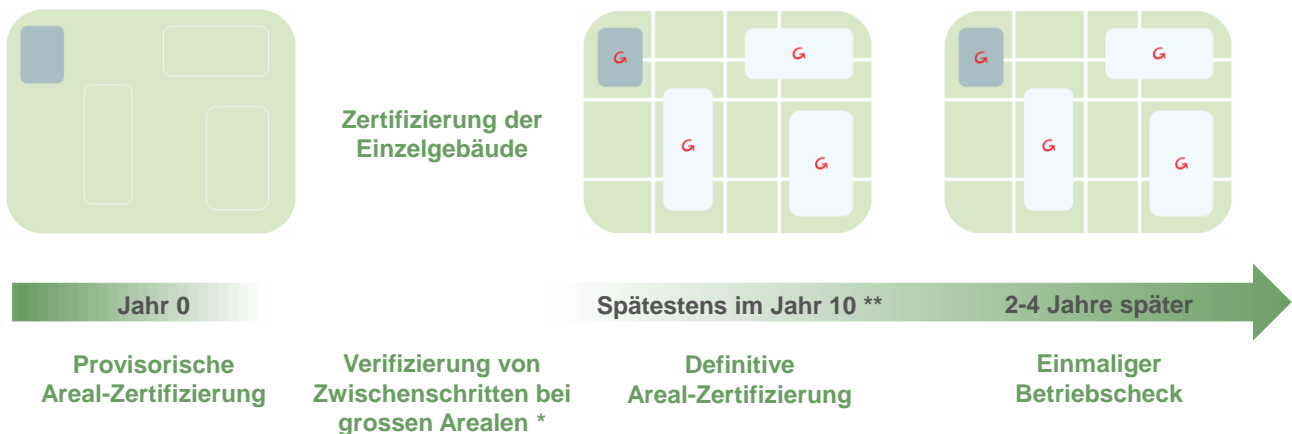 Zertifizierung der
Einzelgebäude
Jahr 0
Spätestens im Jahr 10 **
2-4 Jahre später
Provisorische
Areal-Zertifizierung
Verifizierung von
Zwischenschritten bei
grossen Arealen *
Definitive
Areal-Zertifizierung
Einmaliger
Betriebscheck